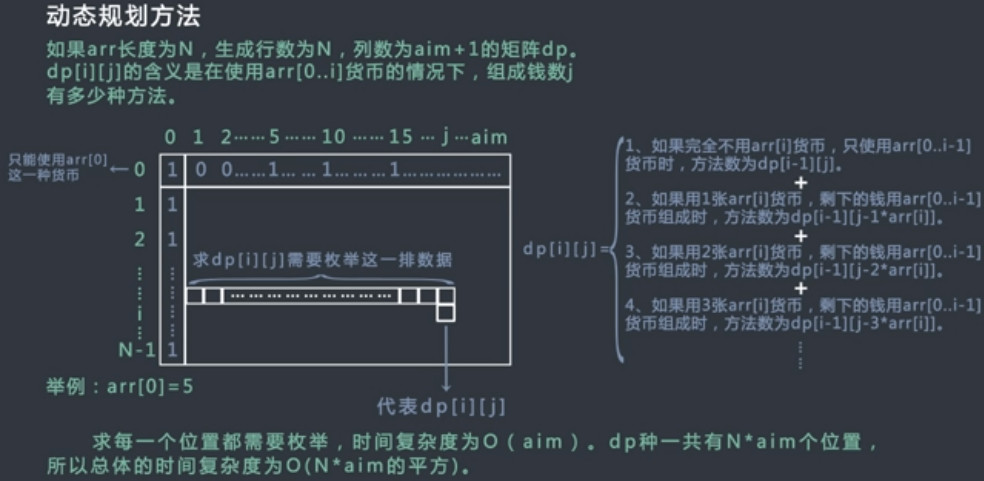 动态规划方法
如果arr长度为N，生成行数为N，列数为aim+1的矩阵dp。
dp[i][j]的含义是在使用arr[0..i]货币的情况下，组成钱数j
有多少种方法。
0 1 2……5……10……15…j…aim
只能使用arr[0]
这一种货币
←0 1 0 0……1……1……1……………
1 1
2 1
求dp[i][j]需要枚举这一排数据
i
N-1 1
举例：arr[0]=5
代表dp[i][j]
dp[i][j]=
1、如果完全不用arr[i]货币，只使用arr[0..i-1]
货币时，方法数为dp[i-1][j]。
+
2、如果用1张arr[i]货币，剩下的钱用arr[0..i-1]
货币组成时，方法数为dp[i-1][j-1*arr[i]]。
+
3、如果用2张arr[i]货币，剩下的钱用arr[0..i-1]
货币组成时，方法数为dp[i-1][j-2*arr[i]]。
+
4、如果用3张arr[i]货币，剩下的钱用arr[0..i-1]
货币组成时，方法数为dp[i-1][j-3*arr[i]]。
求每一个位置都需要枚举，时间复杂度为O（aim）。dp种一共有N*aim个位置，
所以总体的时间复杂度为O(N*aim的平方)。